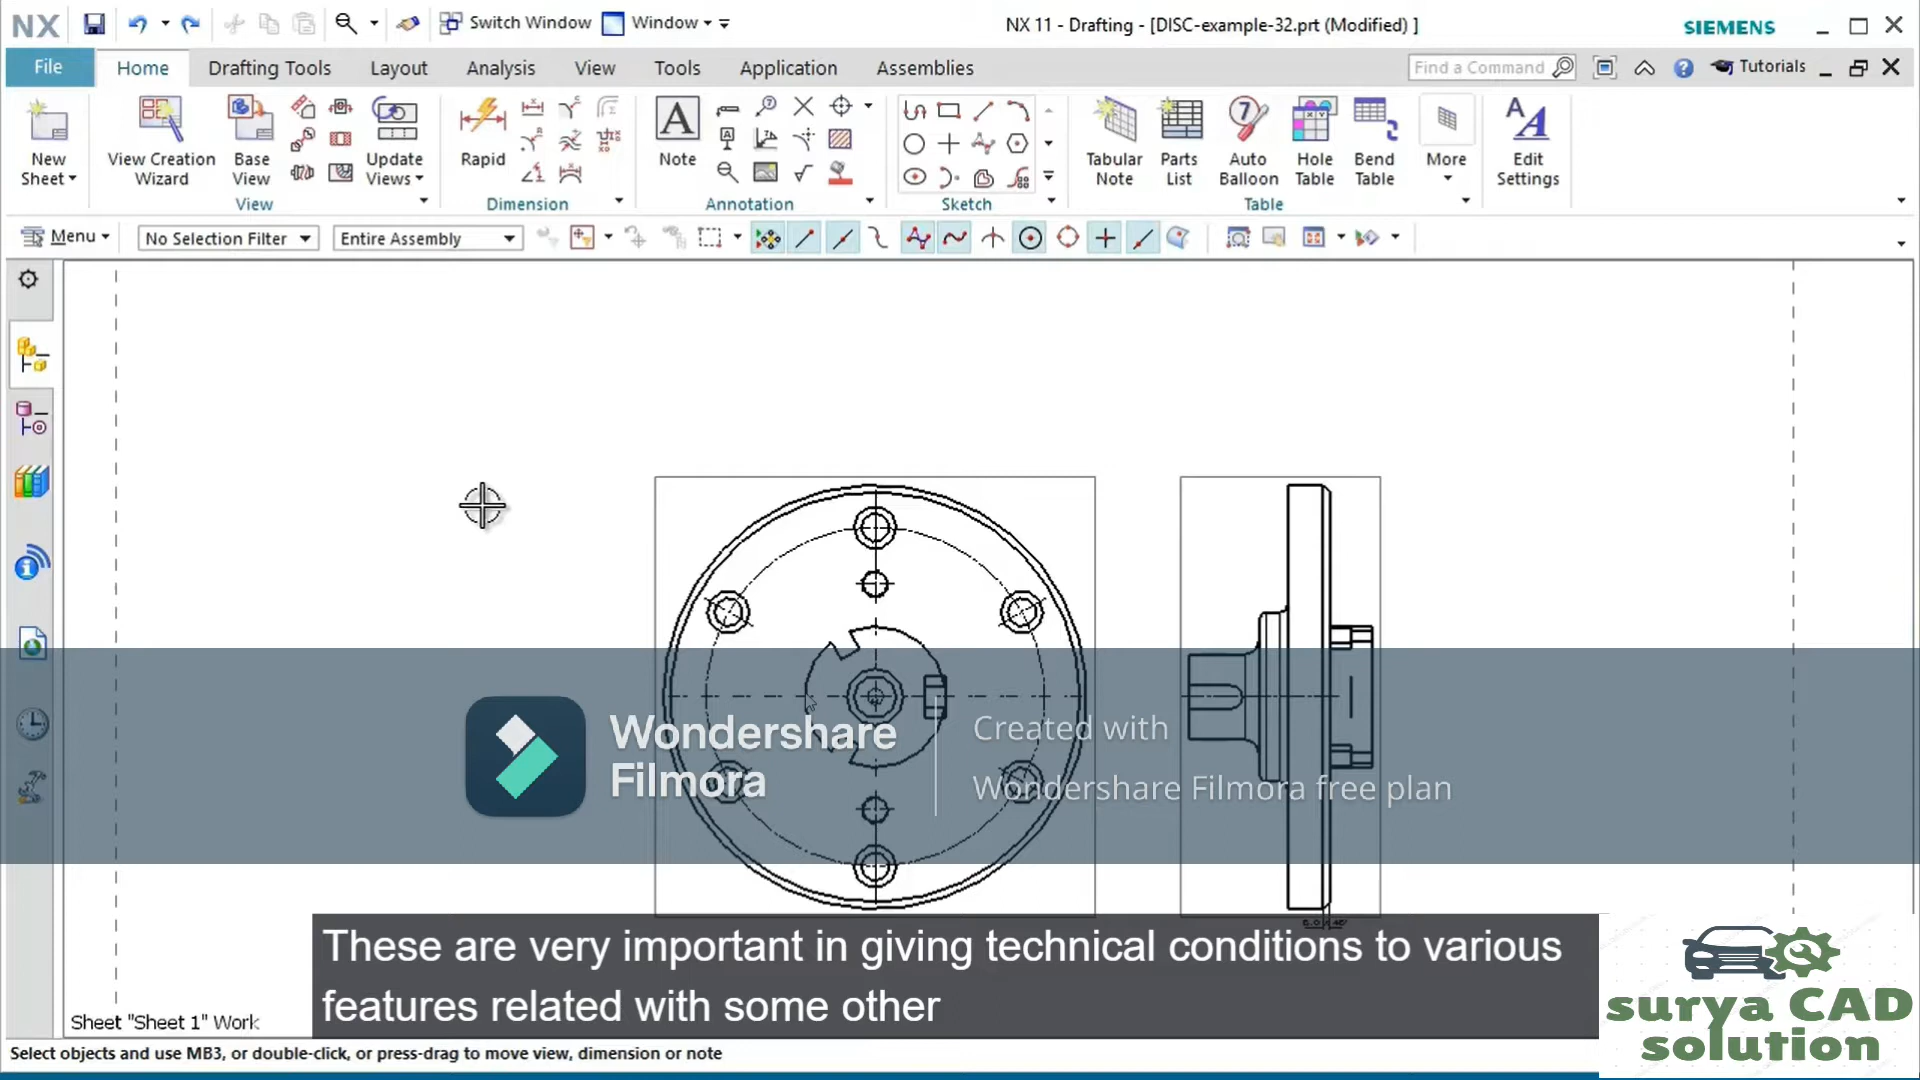 NX
Switch Window
Window
NX 11 - Drafting - [DISC-example-32.prt (Modified) ]
SIEMENS
File
Home
Drafting Tools
Layout
Analysis
View
Tools
Application
Assemblies
Find a Command
Tutorials
New
Sheet
View Creation
Wizard
Base
View
Update
Views
Rapid
A
Note
Tabular
Note
Parts
List
Auto
Balloon
Hole
Table
Bend
Table
More
Edit
Settings
View
Dimension
Annotation
Sketch
Table
Menu
No Selection Filter
Entire Assembly
Wondershare
Filmora
Created with
Wondershare Filmora free plan
These are very important in giving technical conditions to various
features related with some other
surya CAD
solution
Sheet "Sheet 1" Work
Select objects and use MB3, or double-click, or press-drag to move view, dimension or note